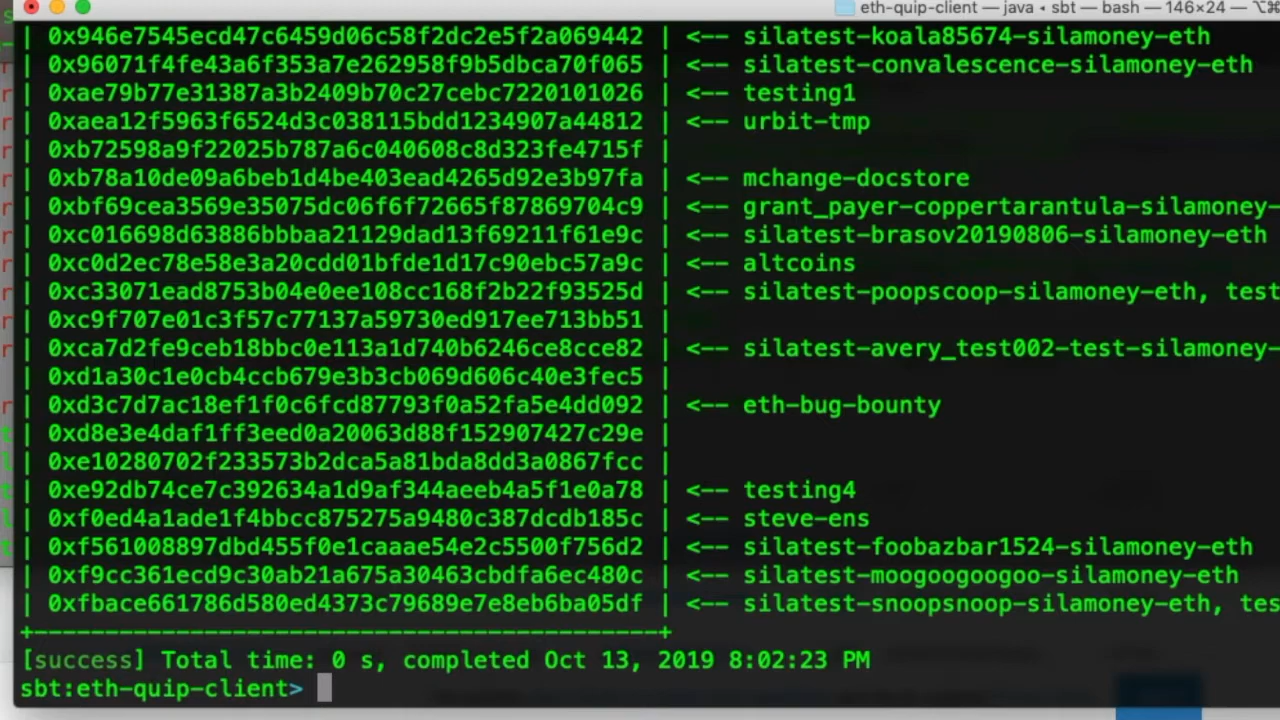 eth-quip-client — java ◂ sbt — bash — 146×24 — ⌥⌘
| 0x946e7545ecd47c6459d06c58f2dc2e5f2a069442 | <-- silatest-koala85674-silamoney-eth
| 0x96071f4fe43a6f353a7e262958f9b5dbca70f065 | <-- silatest-convalescence-silamoney-eth
| 0xae79b77e31387a3b2409b70c27cebc7220101026 | <-- testing1
| 0xaea12f5963f6524d3c038115bdd1234907a44812 | <-- urbit-tmp
| 0xb72598a9f22025b787a6c040608c8d323fe4715f |
| 0xb78a10de09a6beb1d4be403ead4265d92e3b97fa | <-- mchange-docstore
| 0xbf69cea3569e35075dc06f6f72665f87869704c9 | <-- grant_payer-coppertarantula-silamoney-
| 0xc016698d63886bbbaa21129dad13f69211f61e9c | <-- silatest-brasov20190806-silamoney-eth
| 0xc0d2ec78e58e3a20cdd01bfde1d17c90ebc57a9c | <-- altcoins
| 0xc33071ead8753b04e0ee108cc168f2b22f93525d | <-- silatest-poopscoop-silamoney-eth, test
| 0xc9f707e01c3f57c77137a59730ed917ee713bb51 |
| 0xca7d2fe9ceb18bbc0e113a1d740b6246ce8cce82 | <-- silatest-avery_test002-test-silamoney-
| 0xd1a30c1e0cb4ccb679e3b3cb069d606c40e3fec5 |
| 0xd3c7d7ac18ef1f0c6fcd87793f0a52fa5e4dd092 | <-- eth-bug-bounty
| 0xd8e3e4daf1ff3eed0a20063d88f152907427c29e |
| 0xe10280702f233573b2dca5a81bda8dd3a0867fcc |
| 0xe92db74ce7c392634a1d9af344aeeb4a5f1e0a78 | <-- testing4
| 0xf0ed4a1ade1f4bbcc875275a9480c387dcdb185c | <-- steve-ens
| 0xf561008897dbd455f0e1caaae54e2c5500f756d2 | <-- silatest-foobazbar1524-silamoney-eth
| 0xf9cc361ecd9c30ab21a675a30463cbdfa6ec480c | <-- silatest-moogoogoogoo-silamoney-eth
| 0xfbace661786d580ed4373c79689e7e8eb6ba05df | <-- silatest-snoopsnoop-silamoney-eth, tes
+--------------------------------------------+
[success] Total time: 0 s, completed Oct 13, 2019 8:02:23 PM
sbt:eth-quip-client>